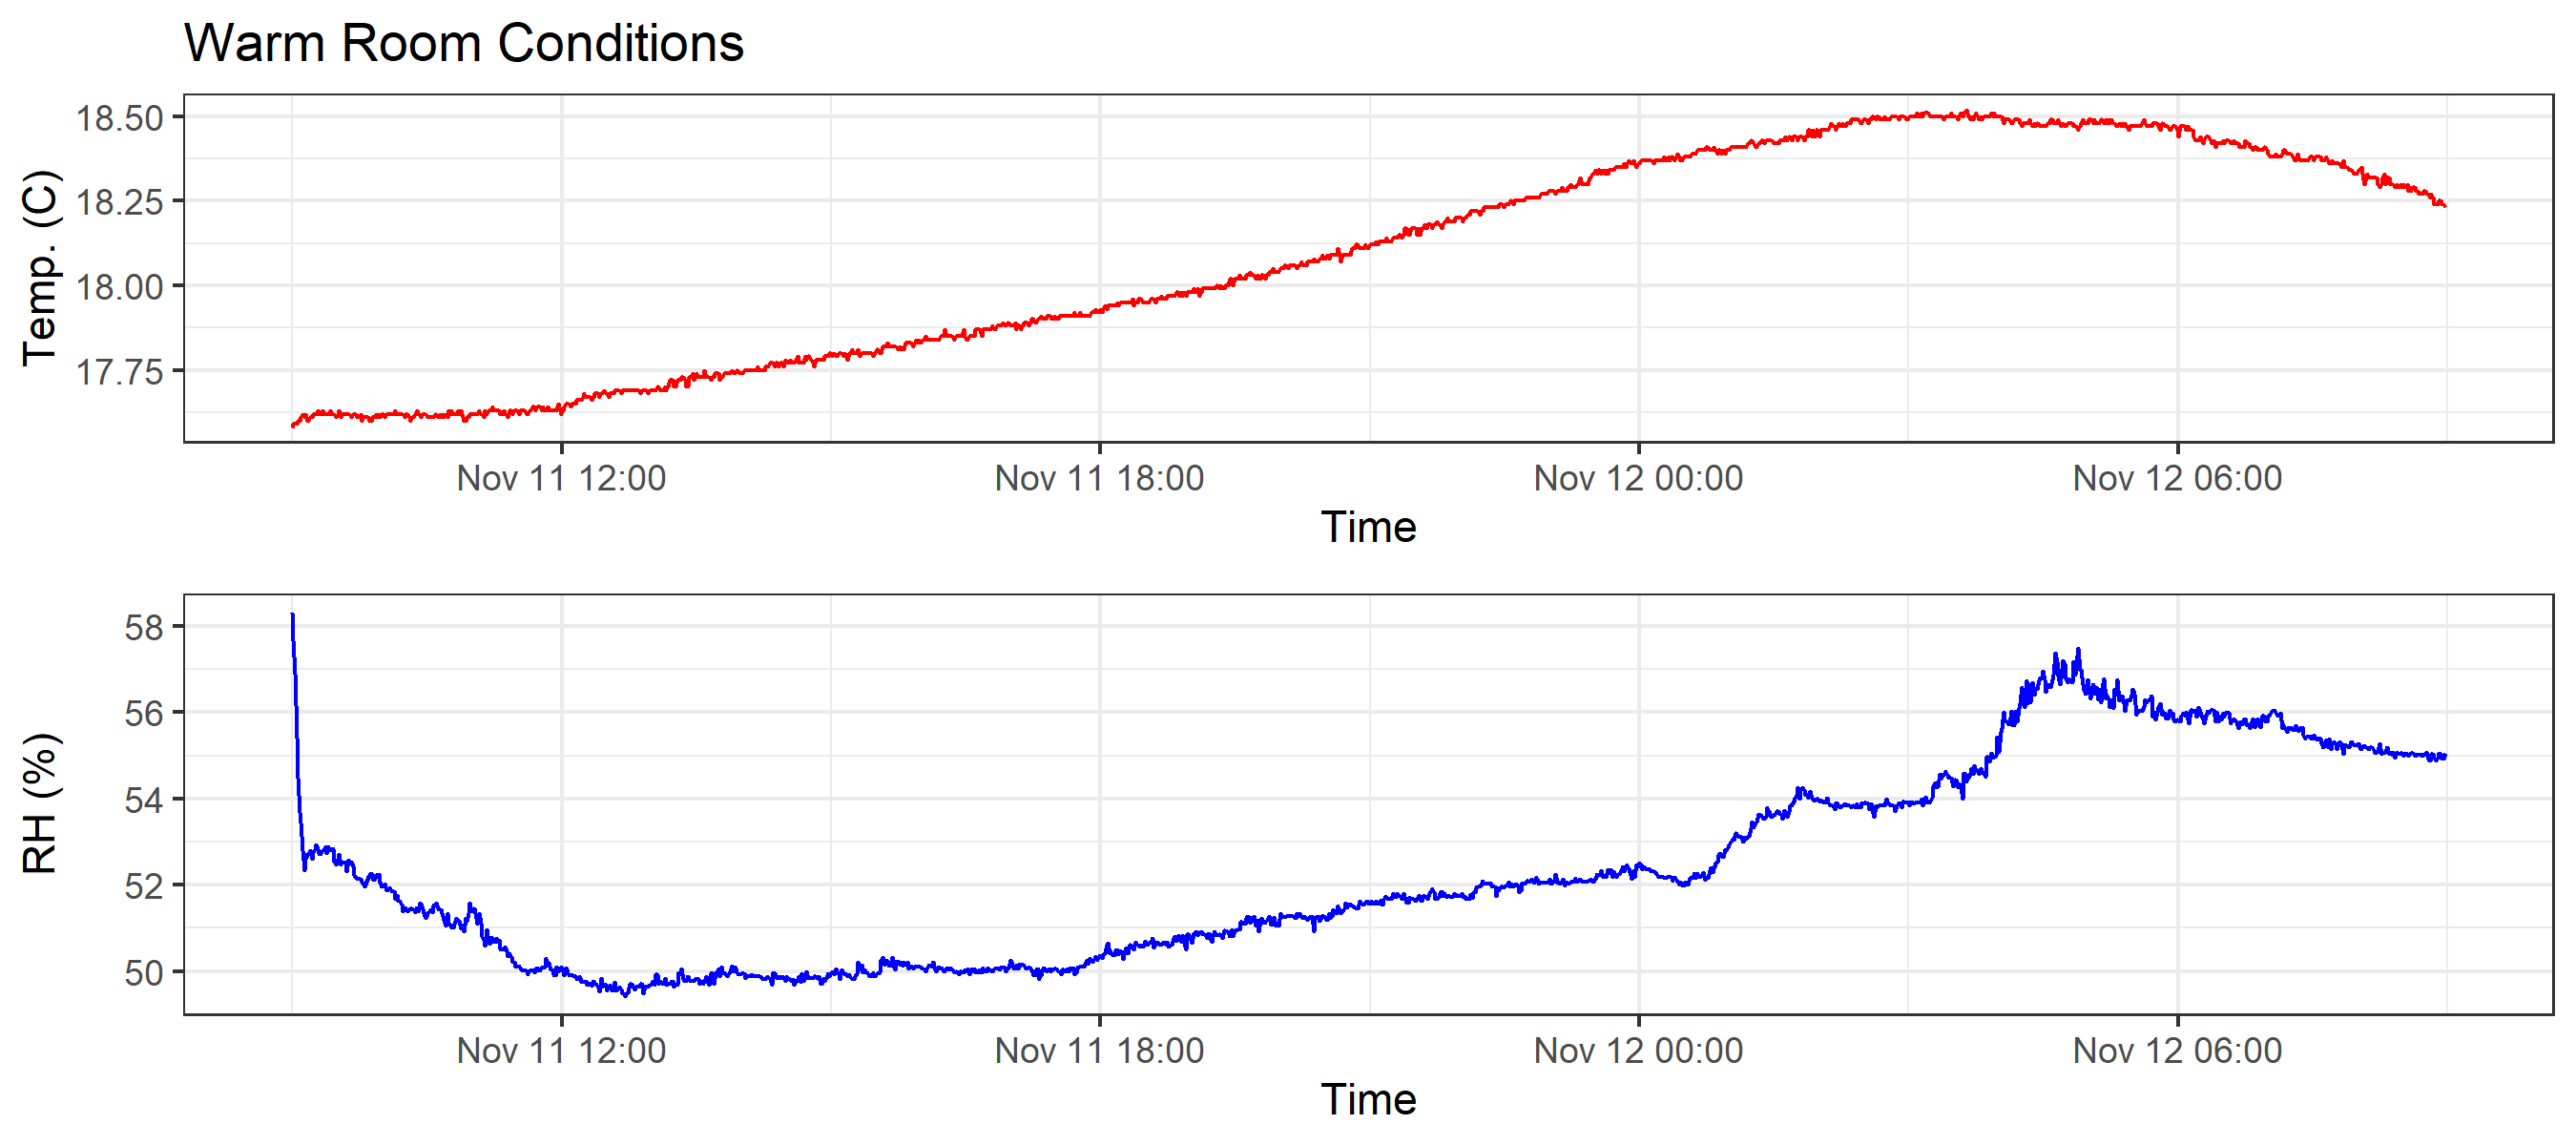 Warm Room Conditions
Temp. (C)
18.50
18.25
18.00
17.75
Nov 11 12:00 Nov 11 18:00 Nov 12 00:00 Nov 12 06:00
Time
RH (%)
58
56
54
52
50
Nov 11 12:00 Nov 11 18:00 Nov 12 00:00 Nov 12 06:00
Time